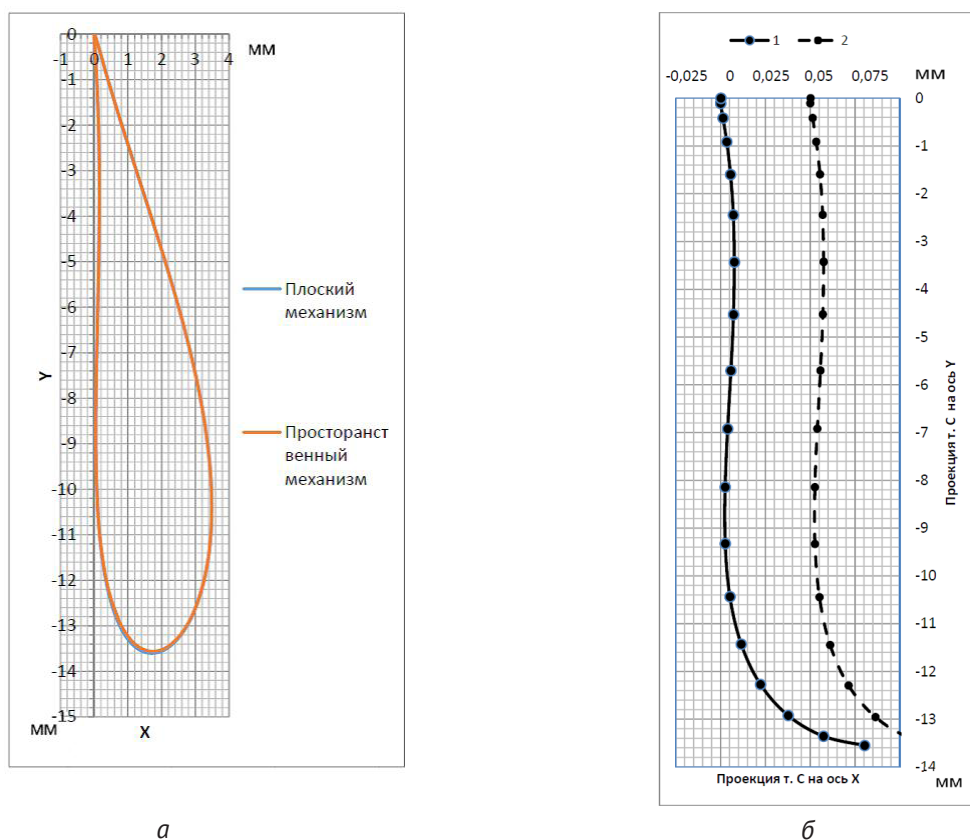 0
-1 0 1 2 3 4 мм
-1
-2
-3
-4
-5
-6
-7
-8
-9
-10
-11
-12
-13
-14
-15
Y
мм
X
Плоский
механизм
Просторанст
венный
механизм
а
1 2
-0,025 0 0,025 0,05 0,075 мм
0
-1
-2
-3
-4
-5
-6
-7
-8
-9
-10
-11
-12
-13
-14
Проекция т. С на ось Y
Проекция т. С на ось X
мм
б